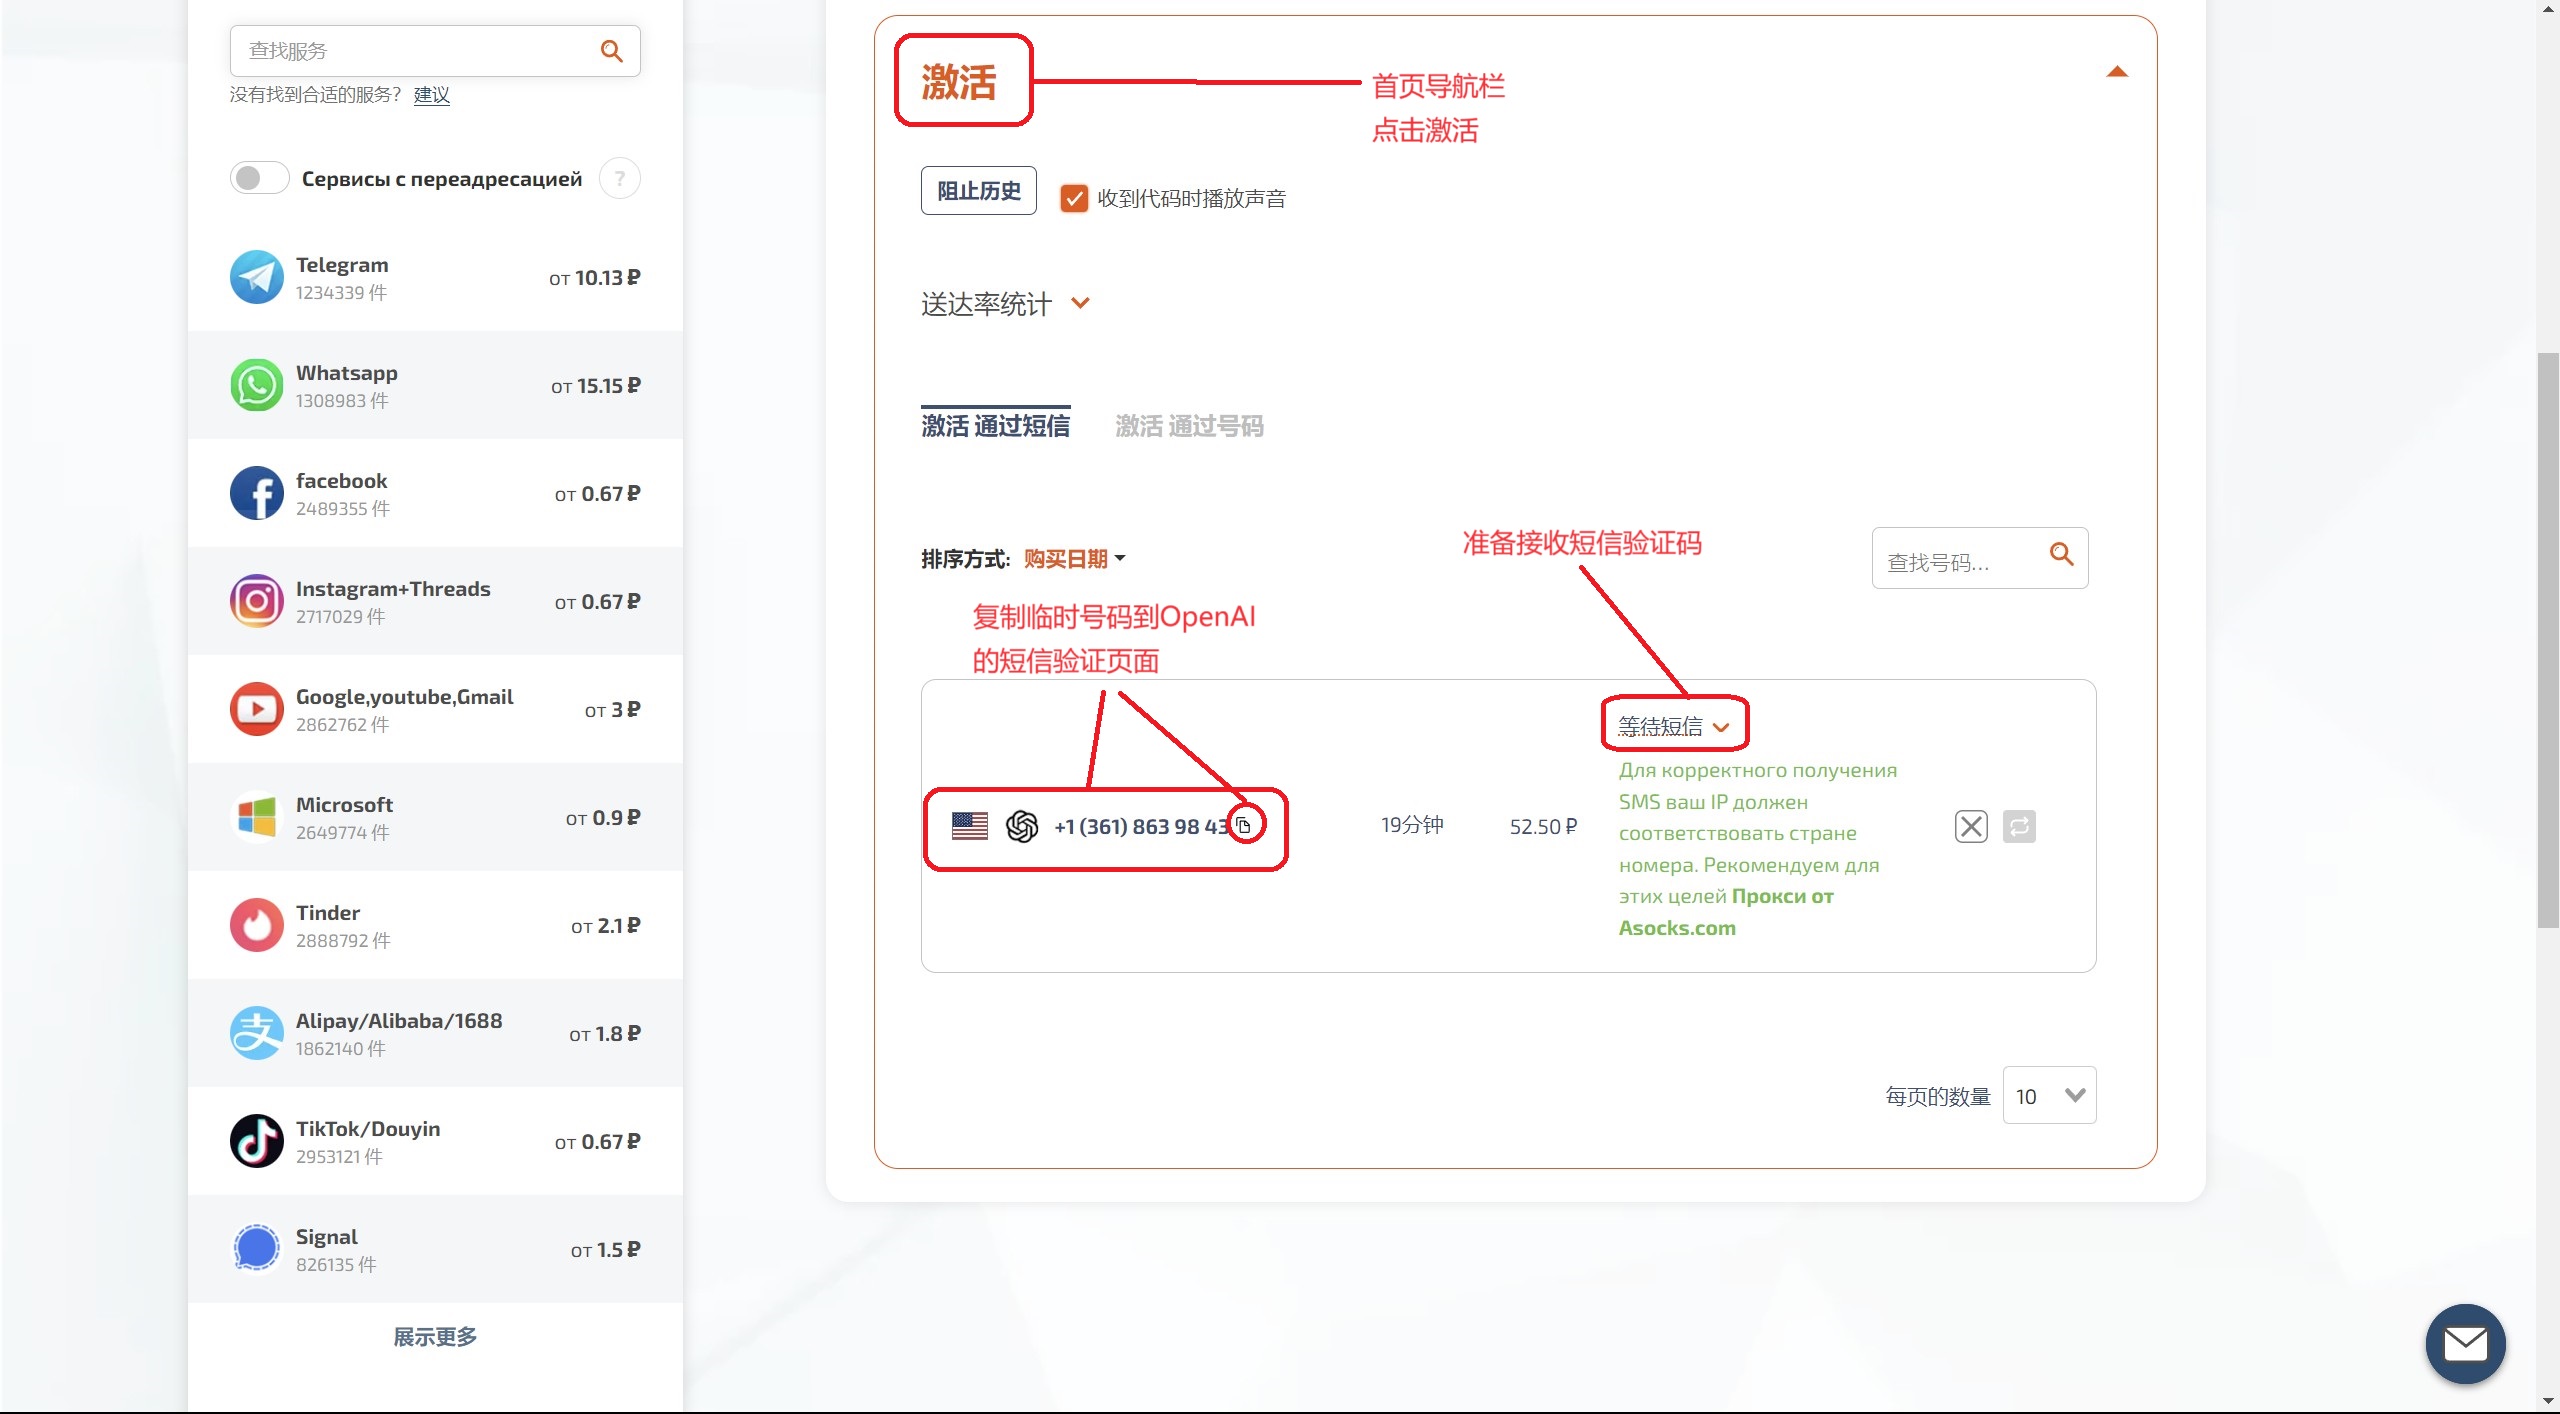 查找服务
没有找到合适的服务? 建议
Сервисы с переадресацией ?
Telegram
1234339 件
от 10.13 ₽
Whatsapp
1308983 件
от 15.15 ₽
facebook
2489355 件
от 0.67 ₽
Instagram+Threads
2717029 件
от 0.67 ₽
Google,youtube,Gmail
2862762 件
от 3 ₽
Microsoft
2649774 件
от 0.9 ₽
Tinder
2888792 件
от 2.1 ₽
Alipay/Alibaba/1688
1862140 件
от 1.8 ₽
TikTok/Douyin
2953121 件
от 0.67 ₽
Signal
826135 件
от 1.5 ₽
展示更多
激活
首页导航栏
点击激活
阻止历史
收到代码时播放声音
送达率统计
激活 通过短信
激活 通过号码
排序方式: 购买日期
准备接收短信验证码
查找号码...
复制临时号码到OpenAI
的短信验证页面
+1 (361) 863 98 43
19分钟
52.50 ₽
等待短信
Для корректного получения
SMS ваш IP должен
соответствовать стране
номера. Рекомендуем для
этих целей Прокси от
Asocks.com
每页的数量 10